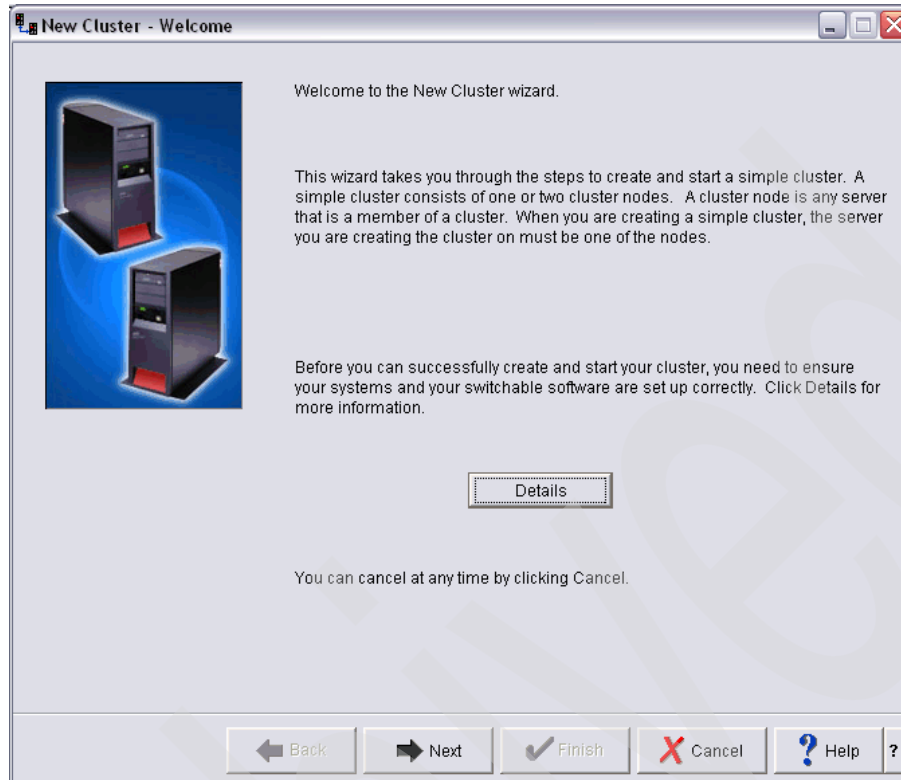 New Cluster - Welcome
Welcome to the New Cluster wizard.
This wizard takes you through the steps to create and start a simple cluster. A
simple cluster consists of one or two cluster nodes. A cluster node is any server
that is a member of a cluster. When you are creating a simple cluster, the server
you are creating the cluster on must be one of the nodes.
Before you can successfully create and start your cluster, you need to ensure
your systems and your switchable software are set up correctly. Click Details for
more information.
Details
You can cancel at any time by clicking Cancel.
Back Next Finish Cancel ? Help ?